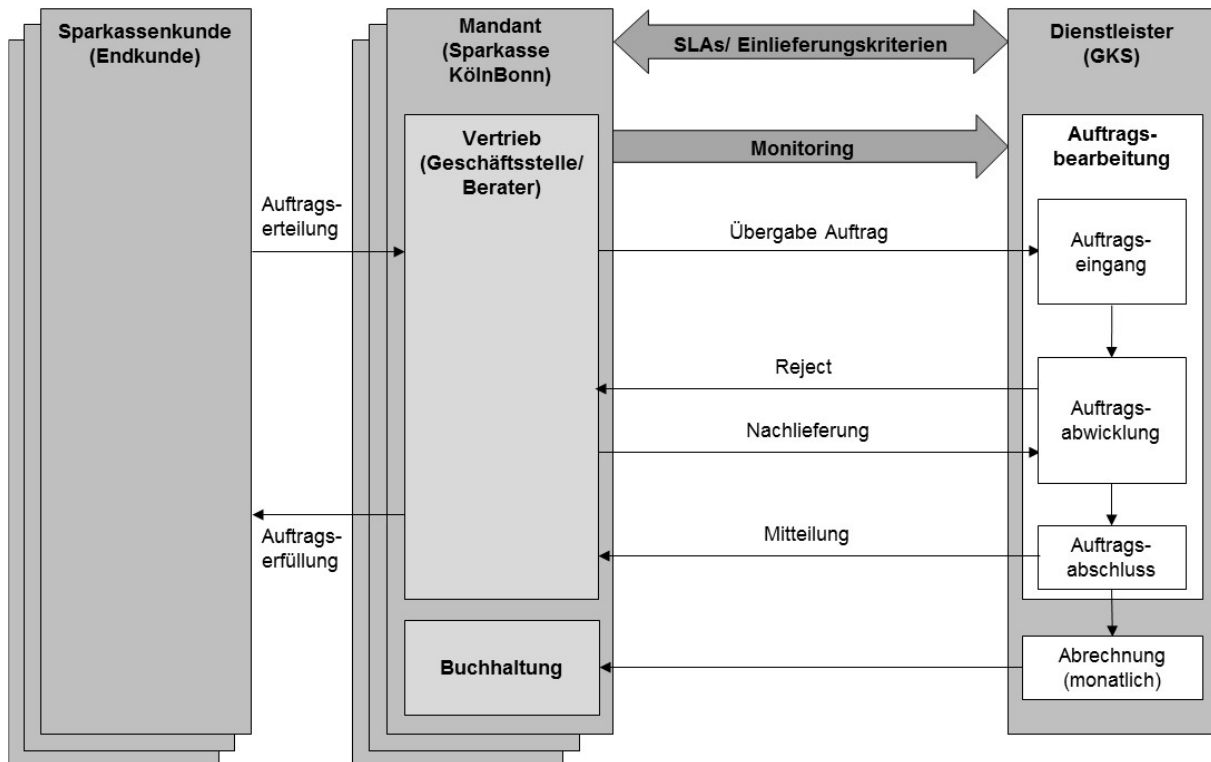 Sparkassenkunde
(Endkunde)
Mandant
(Sparkasse
KölnBonn)
SLAs/ Einlieferungskriterien
Dienstleister
(GKS)
Vertrieb
(Geschäftsstelle/
Berater)
Monitoring
Auftrags-
bearbeitung
Auftrags-
erteilung
Übergabe Auftrag
Auftrags-
eingang
Reject
Auftrags-
abwicklung
Nachlieferung
Auftrags-
erfüllung
Mitteilung
Auftrags-
abschluss
Buchhaltung
Abrechnung
(monatlich)